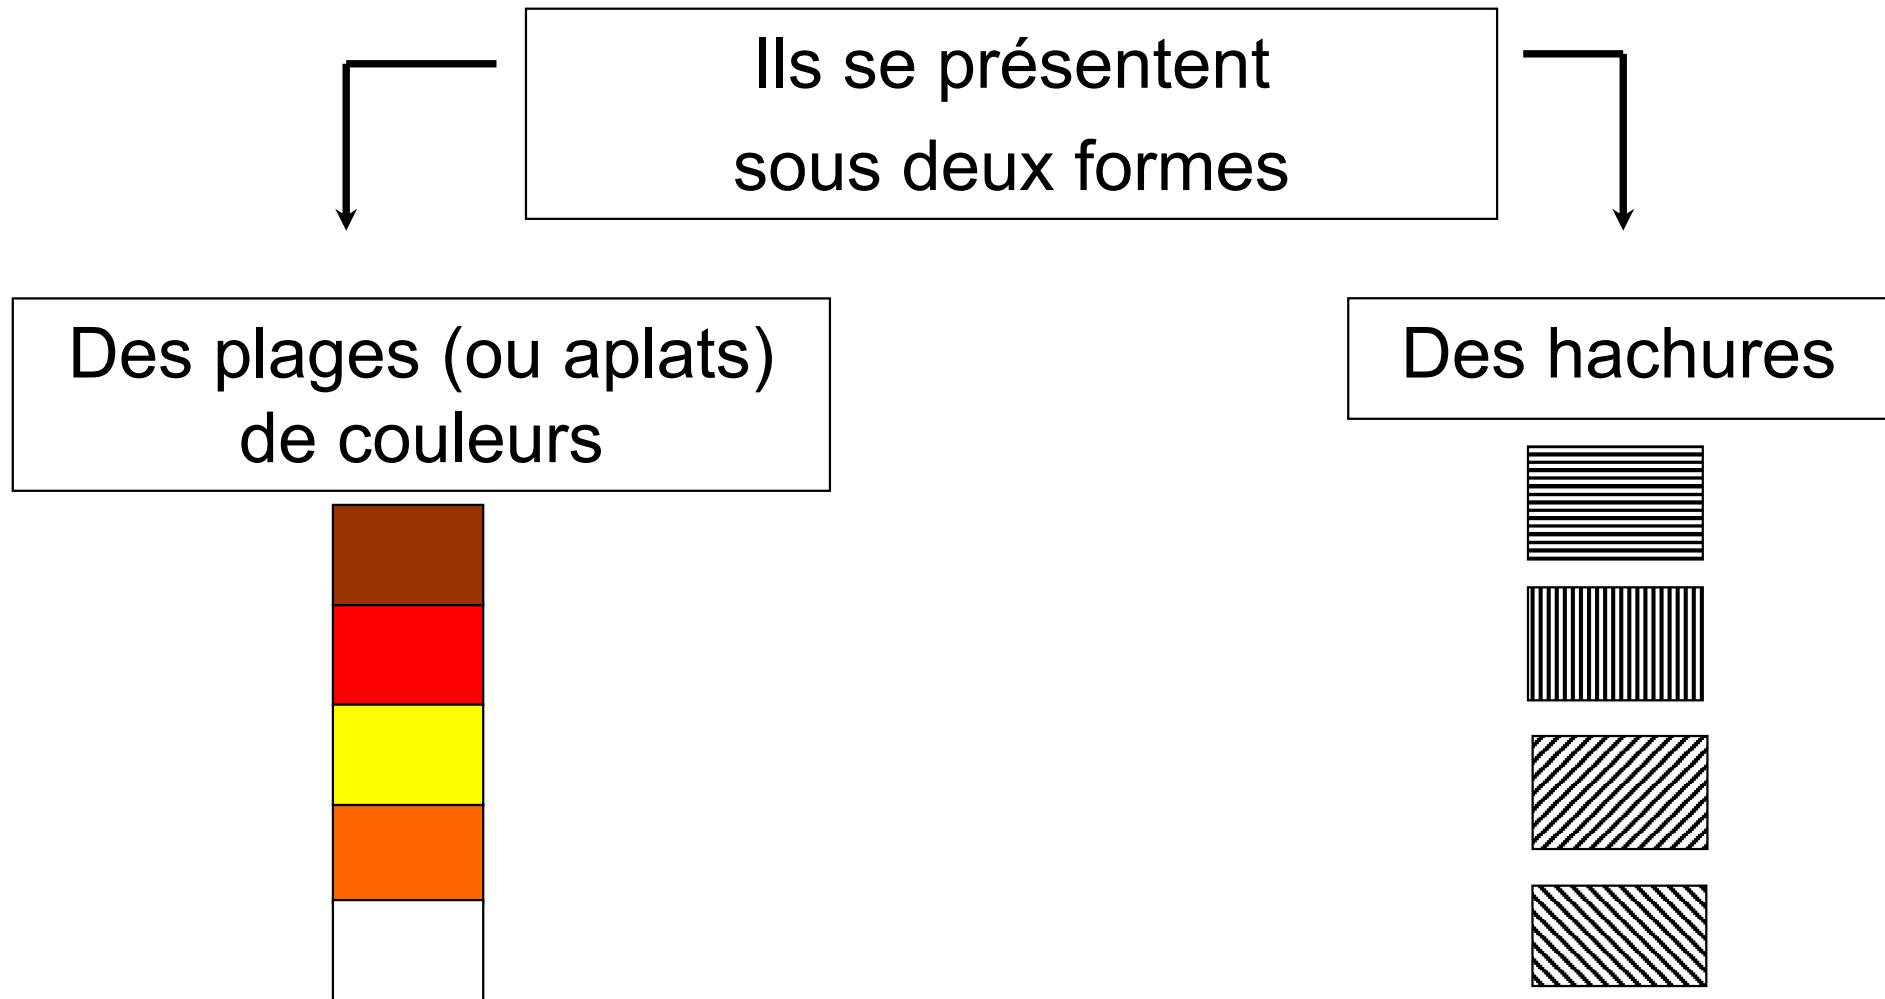 Ils se présentent
sous deux formes
Des plages (ou aplats)
de couleurs
Des hachures